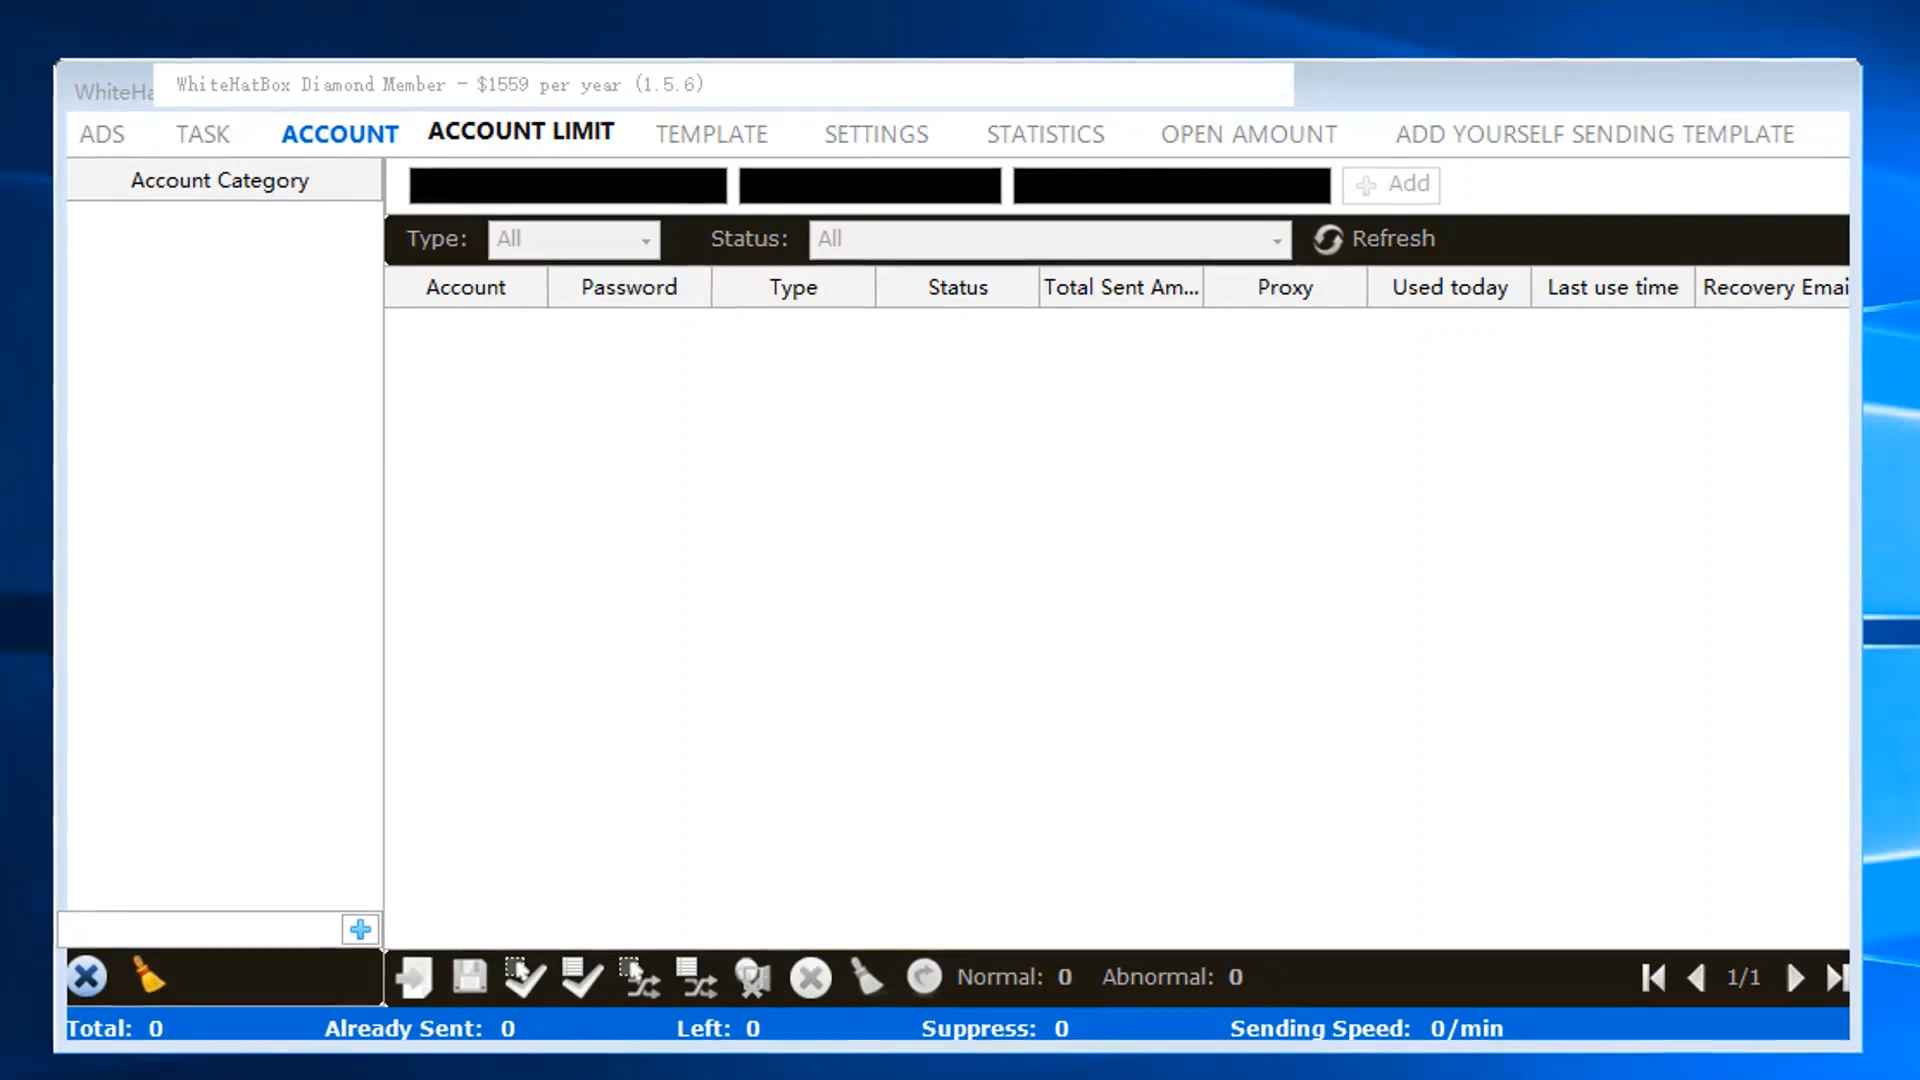 WhiteHa
WhiteHatBox Diamond Member - $1559 per year (1.5.6)
ADS TASK ACCOUNT ACCOUNT LIMIT TEMPLATE SETTINGS STATISTICS OPEN AMOUNT ADD YOURSELF SENDING TEMPLATE
Account Category
Add
Type: All Status: All Refresh
Account Password Type Status Total Sent Am... Proxy Used today Last use time Recovery Emai
Normal: 0 Abnormal: 0 1/1
Total: 0 Already Sent: 0 Left: 0 Suppress: 0 Sending Speed: 0/min